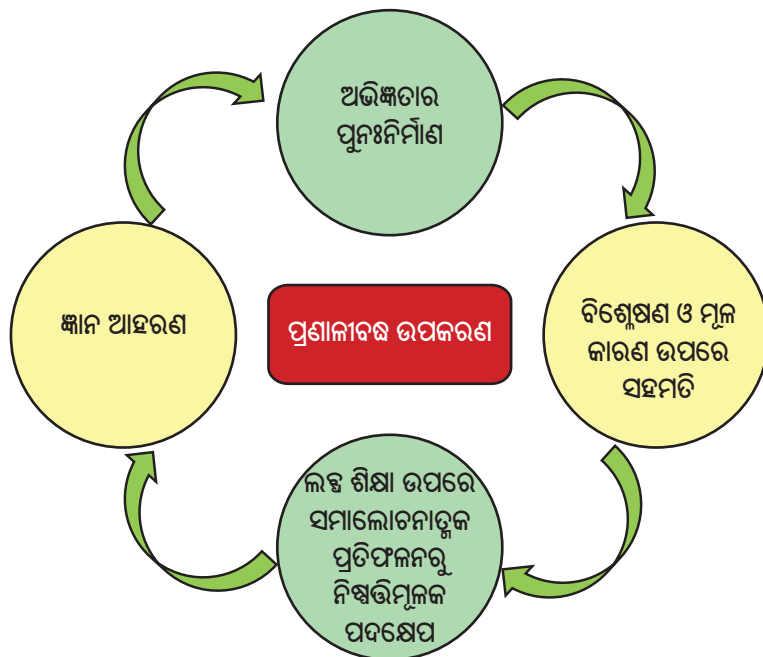 ଅଭିଜ୍ଞତାର
ପୁନଃନିର୍ମାଣ
ଜ୍ଞାନ ଆହରଣ
ପ୍ରଣାଳୀବଦ୍ଧ ଉପକରଣ
ବିଶ୍ଳେଷଣ ଓ ମୂଳ
କାରଣ ଉପରେ
ସହମତି
ଲବ୍ଧ ଶିକ୍ଷା ଉପରେ
ସମାଲୋଚନାତ୍ମକ
ପ୍ରତିଫଳନରୁ
ନିଷ୍ପତ୍ତିମୂଳକ
ପଦକ୍ଷେପ